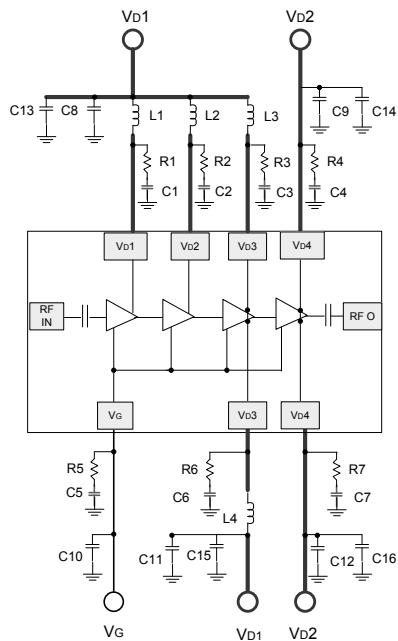 VD1 VD2
C13 C8 L1 L2 L3 C9 C14
R1 R2 R3 R4
C1 C2 C3 C4
VD1 VD2 VD3 VD4
RF
IN
RF O
VG VD3 VD4
R5 R6 R7
C5 C6 C7
L4
C10 C11 C15 C12 C16
VG VD1 VD2